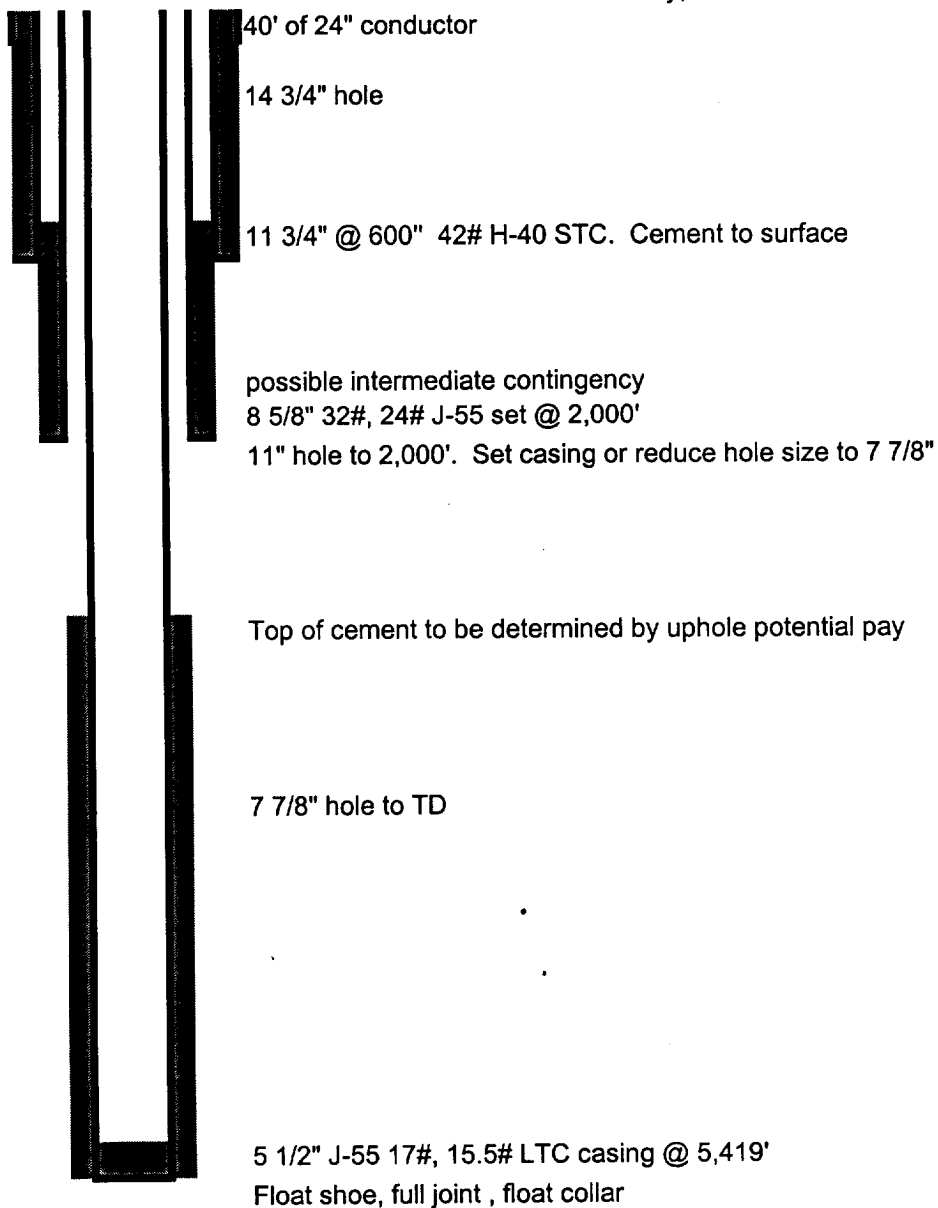 40' of 24" conductor
14 3/4" hole
11 3/4" @ 600" 42# H-40 STC. Cement to surface
possible intermediate contingency
8 5/8" 32#, 24# J-55 set @ 2,000'
11" hole to 2,000'. Set casing or reduce hole size to 7 7/8"
Top of cement to be determined by uphole potential pay
7 7/8" hole to TD
5 1/2" J-55 17#, 15.5# LTC casing @ 5,419'
Float shoe, full joint , float collar